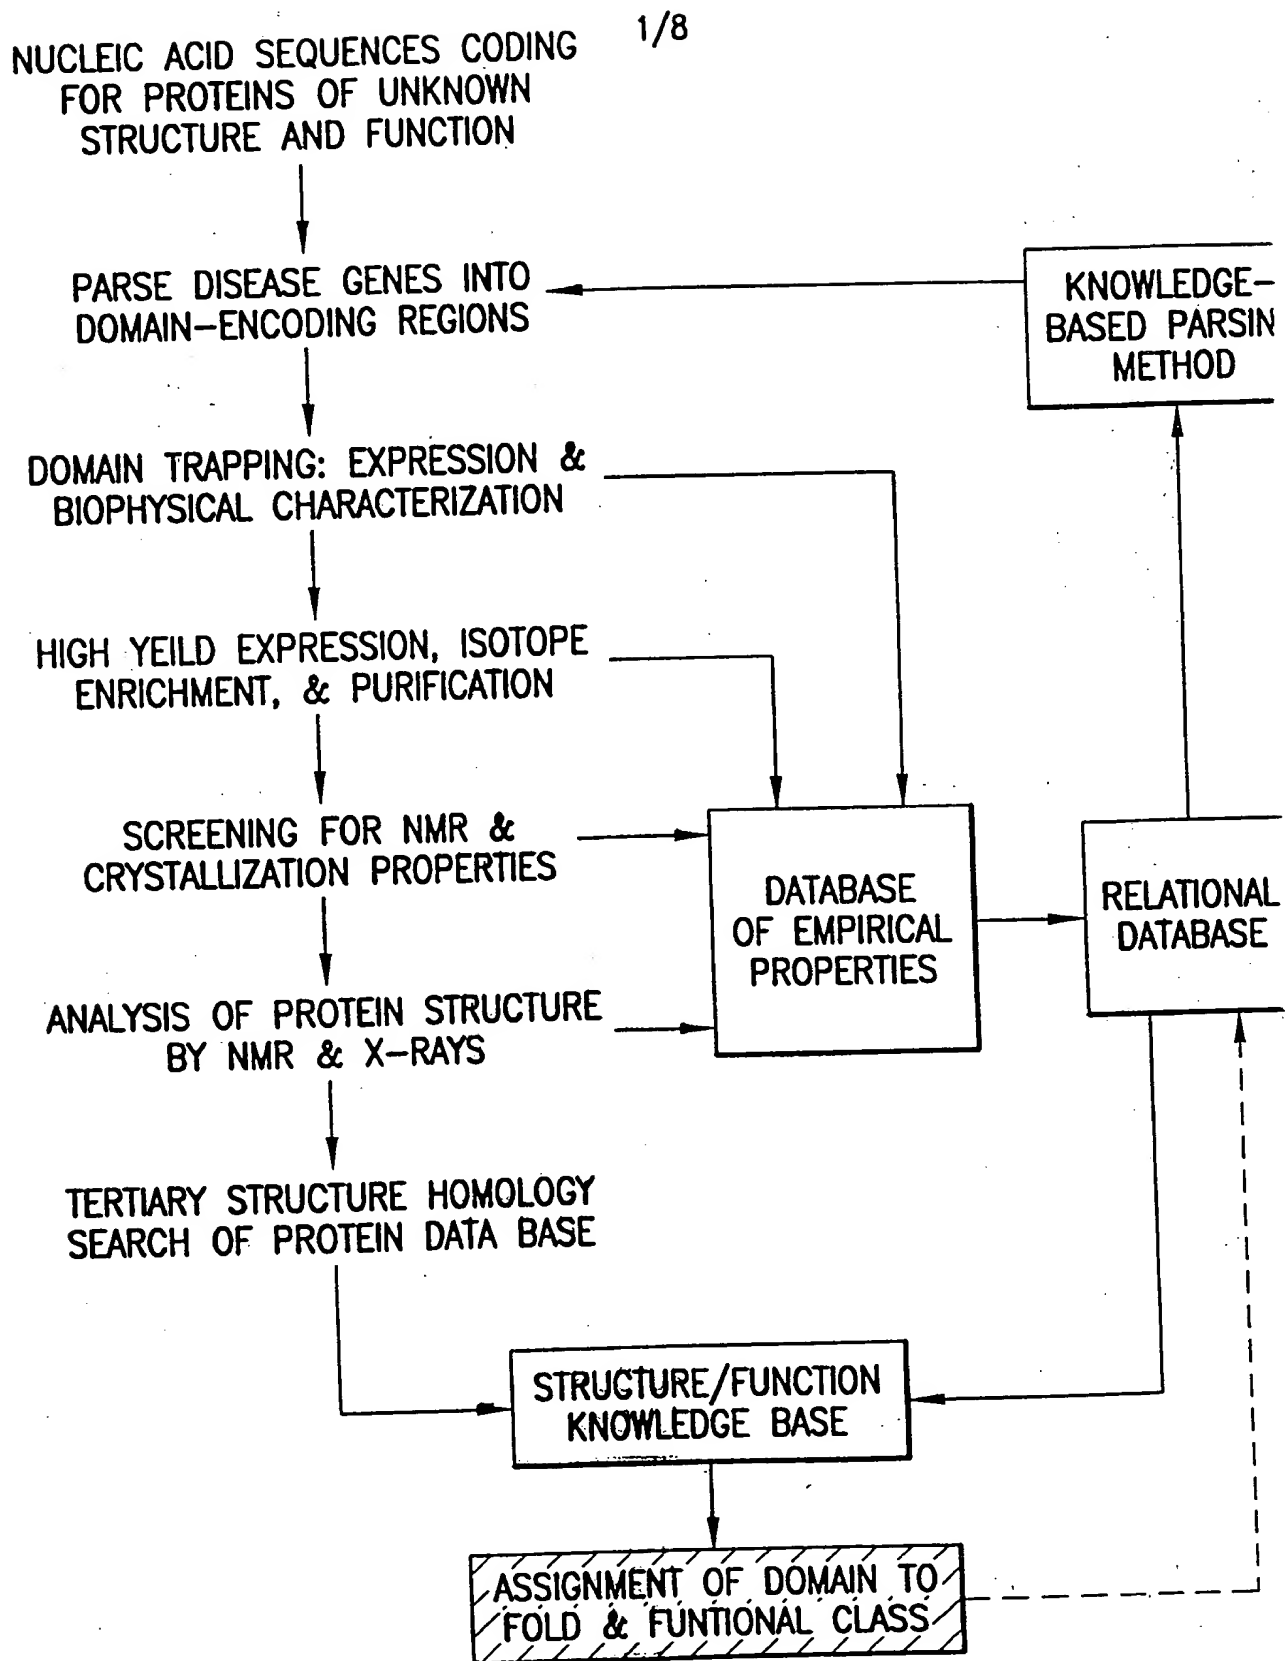 1/8
NUCLEIC ACID SEQUENCES CODING
FOR PROTEINS OF UNKNOWN
STRUCTURE AND FUNCTION
PARSE DISEASE GENES INTO
DOMAIN-ENCODING REGIONS
KNOWLEDGE-
BASED PARSIN
METHOD
DOMAIN TRAPPING: EXPRESSION &
BIOPHYSICAL CHARACTERIZATION
HIGH YEILD EXPRESSION, ISOTOPE
ENRICHMENT, & PURIFICATION
SCREENING FOR NMR &
CRYSTALLIZATION PROPERTIES
DATABASE
OF EMPIRICAL
PROPERTIES
RELATIONAL
DATABASE
ANALYSIS OF PROTEIN STRUCTURE
BY NMR & X-RAYS
TERTIARY STRUCTURE HOMOLOGY
SEARCH OF PROTEIN DATA BASE
STRUCTURE/FUNCTION
KNOWLEDGE BASE
ASSIGNMENT OF DOMAIN TO
FOLD & FUNTIONAL CLASS